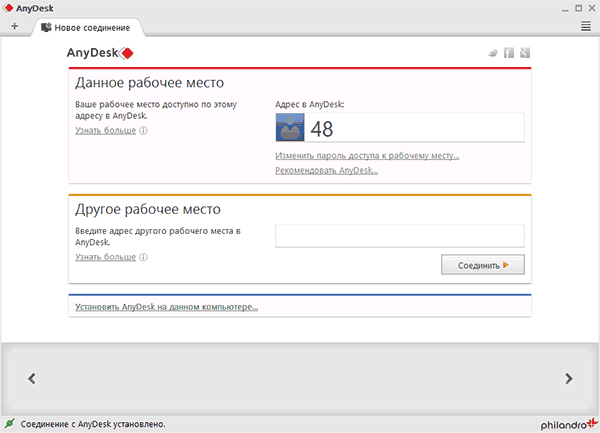 AnyDesk
Новое соединение
AnyDesk
Данное рабочее место
Ваше рабочее место доступно по этому
адресу в AnyDesk.
Узнать больше
Адрес в AnyDesk:
48
Изменить пароль доступа к рабочему месту...
Рекомендовать AnyDesk...
Другое рабочее место
Введите адрес другого рабочего места в
AnyDesk.
Узнать больше
Соединить
Установить AnyDesk на данном компьютере...
Соединение с AnyDesk установлено.
philandro